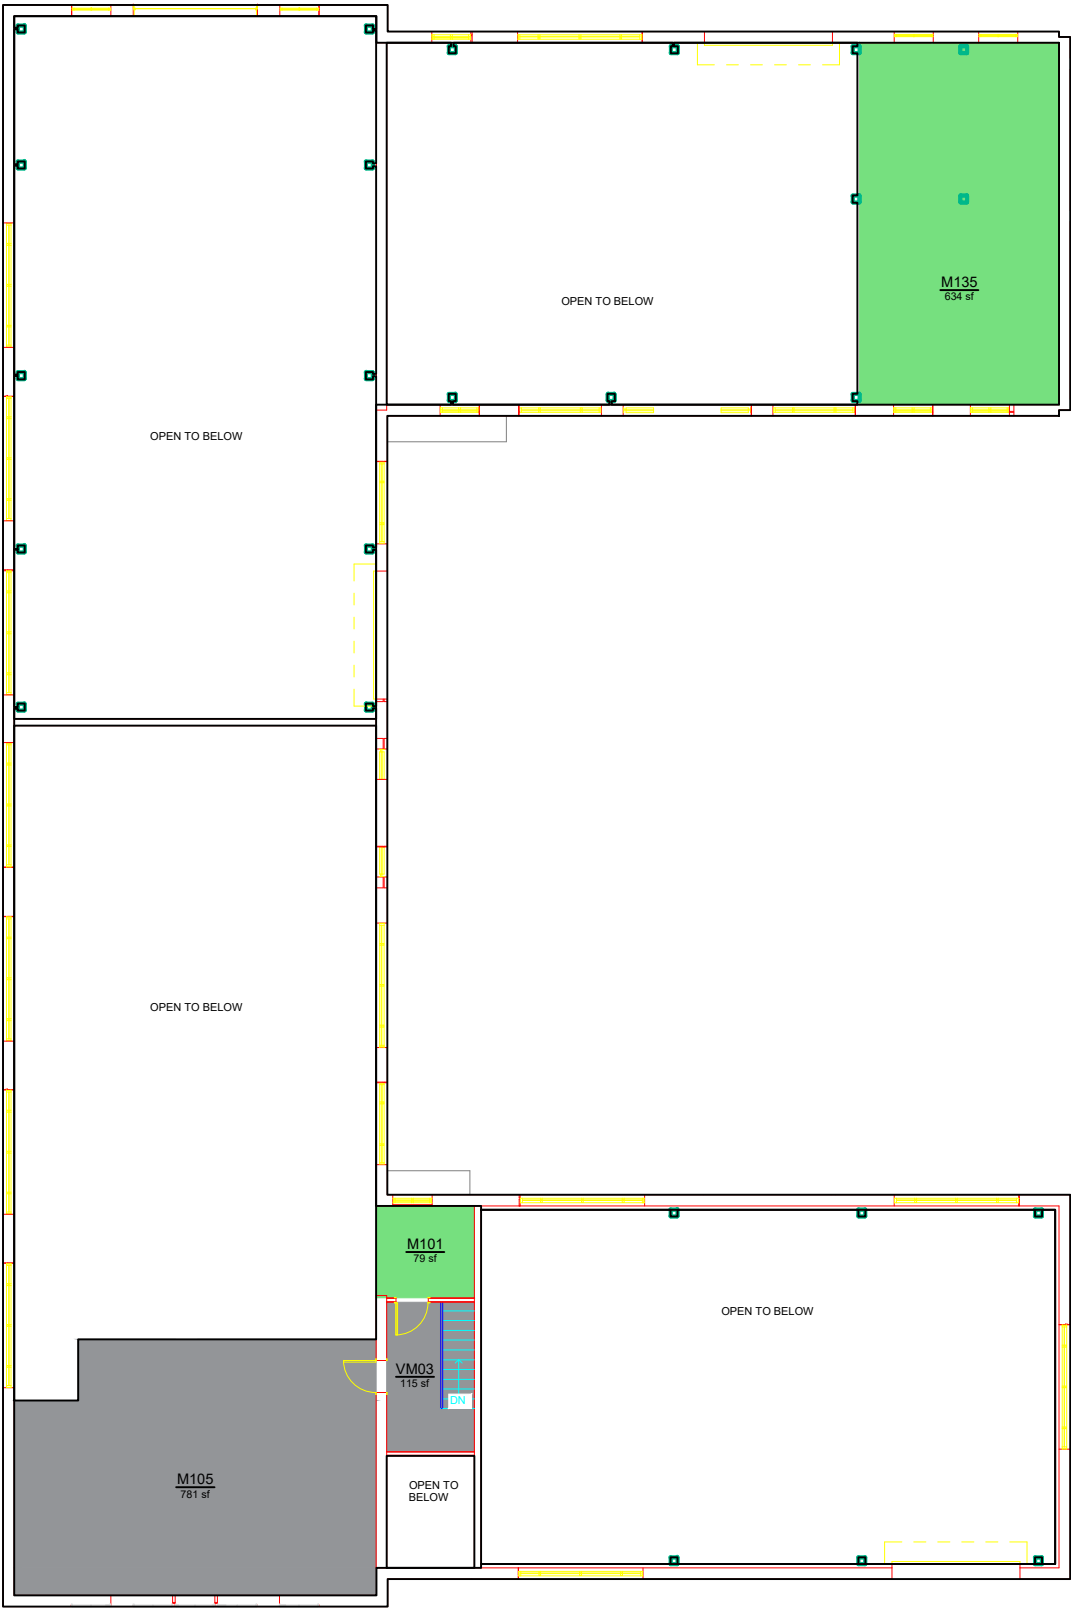 M135
634 sf
OPEN TO BELOW
OPEN TO BELOW
OPEN TO BELOW
M101
79 sf
OPEN TO BELOW
VM03
115 sf
DN
M105
781 sf
OPEN TO
BELOW